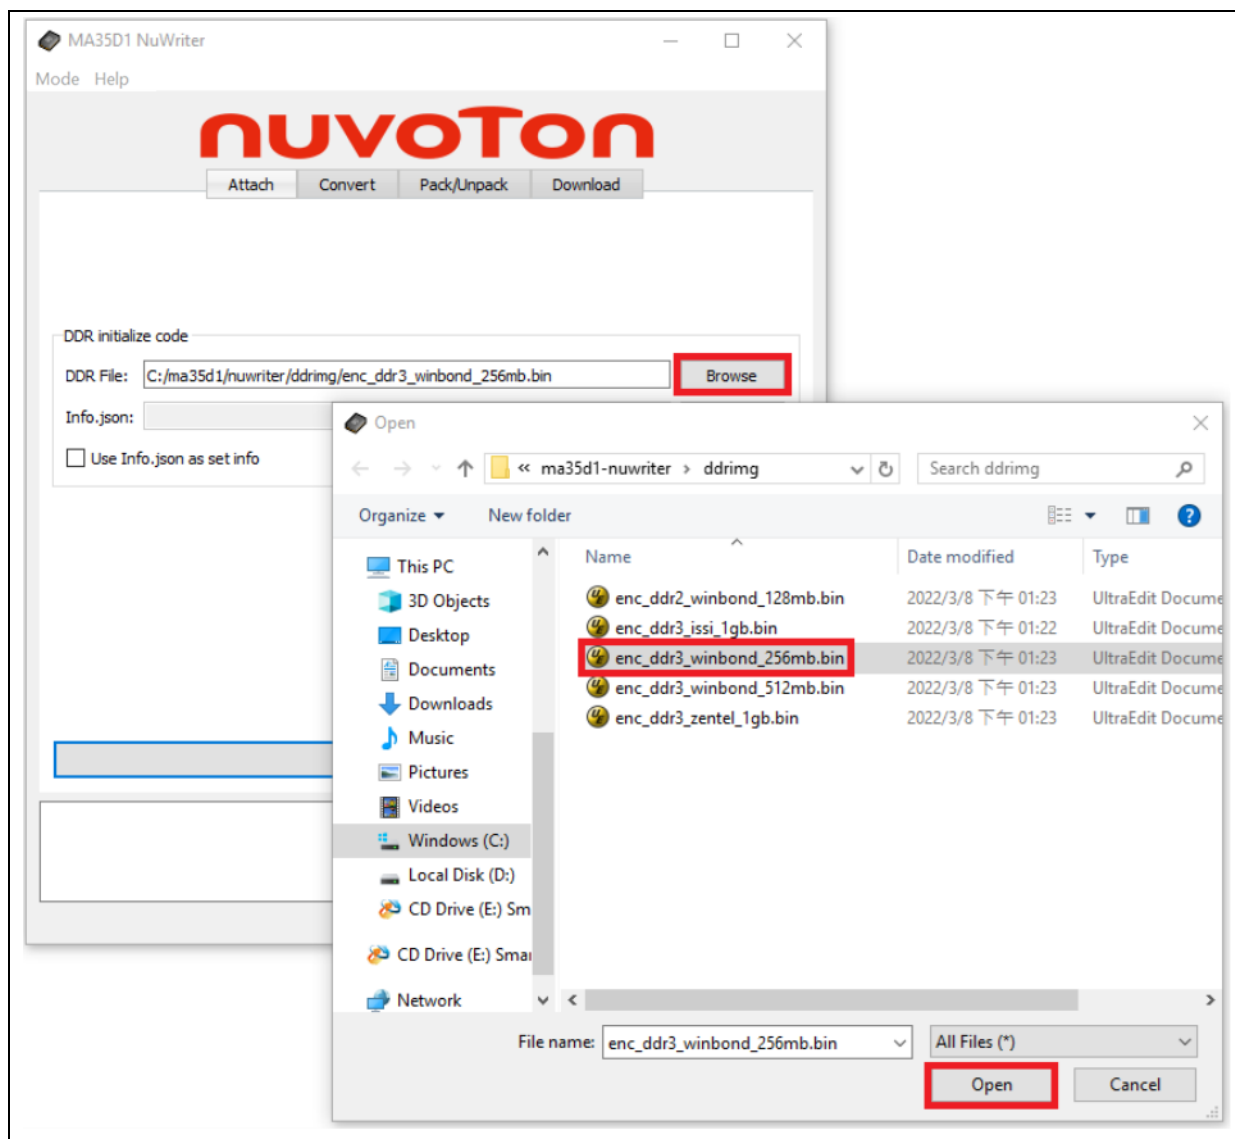 MA35D1 NuWriter
Mode Help
nuvoTon
Attach Convert Pack/Unpack Download
DDR initialize code
DDR File: C:/ma35d1/nuwriter/ddrimg/enc_ddr3_winbond_256mb.bin Browse
Info.json:
Use Info.json as set info
Open
« ma35d1-nuwriter › ddrimg Search ddrimg
Organize New folder
This PC
3D Objects
Desktop
Documents
Downloads
Music
Pictures
Videos
Windows (C:)
Local Disk (D:)
CD Drive (E:) Sm
CD Drive (E:) Smar
Network
Name Date modified Type
enc_ddr2_winbond_128mb.bin 2022/3/8 下午 01:23 UltraEdit Docume
enc_ddr3_issi_1gb.bin 2022/3/8 下午 01:22 UltraEdit Docume
enc_ddr3_winbond_256mb.bin 2022/3/8 下午 01:23 UltraEdit Docume
enc_ddr3_winbond_512mb.bin 2022/3/8 下午 01:23 UltraEdit Docume
enc_ddr3_zentel_1gb.bin 2022/3/8 下午 01:23 UltraEdit Docume
File name: enc_ddr3_winbond_256mb.bin All Files (*)
Open Cancel